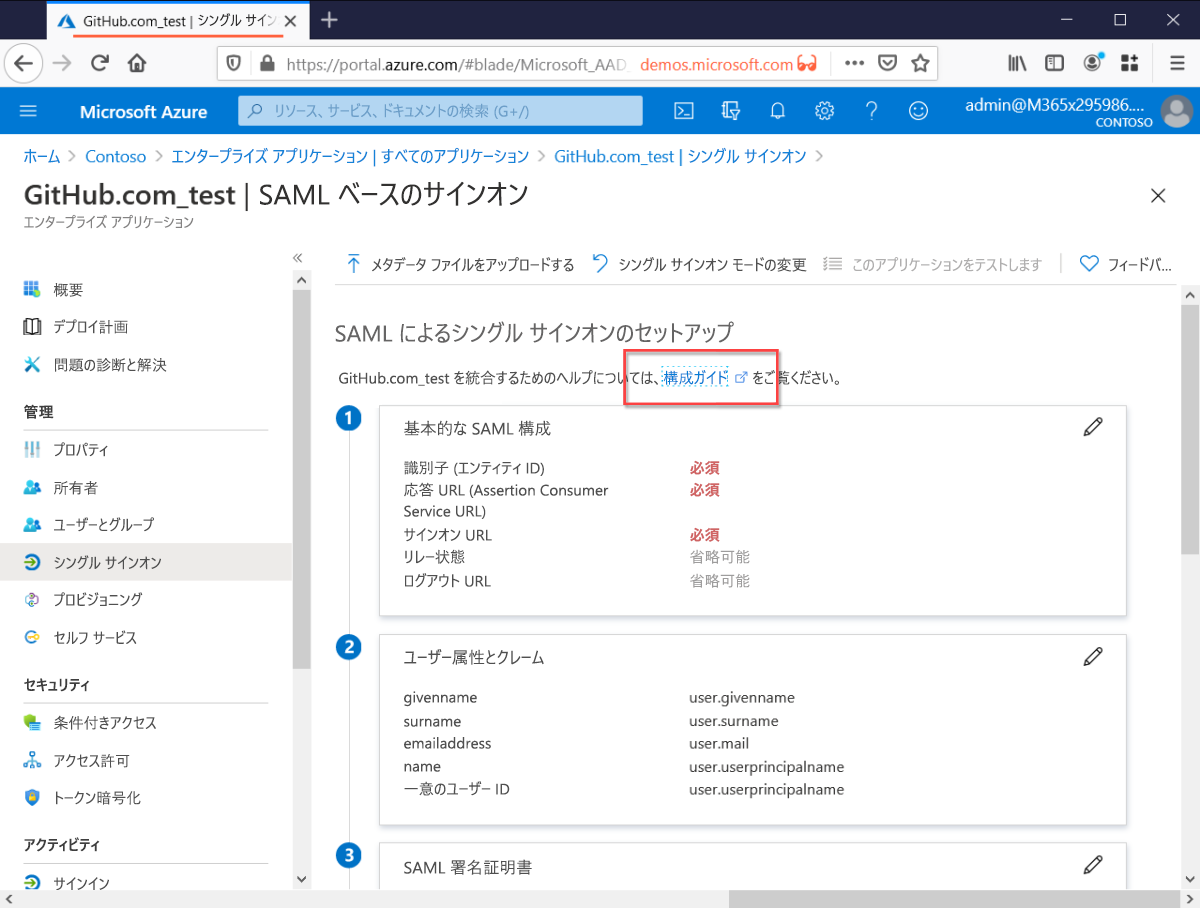 GitHub.com_test | シングル サイン
https://portal.azure.com/#blade/Microsoft_AAD_
demos.microsoft.com
Microsoft Azure
リソース、サービス、ドキュメントの検索 (G+/)
admin@M365x295986....
CONTOSO
ホーム > Contoso > エンタープライズ アプリケーション | すべてのアプリケーション > GitHub.com_test | シングル サインオン >
GitHub.com_test | SAML ベースのサインオン
エンタープライズ アプリケーション
概要
デプロイ計画
問題の診断と解決
管理
プロパティ
所有者
ユーザーとグループ
シングル サインオン
プロビジョニング
セルフ サービス
セキュリティ
条件付きアクセス
アクセス許可
トークン暗号化
アクティビティ
サインイン
メタデータ ファイルをアップロードする
シングル サインオン モードの変更
このアプリケーションをテストします
フィードバ...
SAML によるシングル サインオンのセットアップ
GitHub.com_test を統合するためのヘルプについては、構成ガイド をご覧ください。
1
基本的な SAML 構成
識別子 (エンティティ ID) 必須
応答 URL (Assertion Consumer 必須
Service URL)
サインオン URL 必須
リレー状態 省略可能
ログアウト URL 省略可能
2
ユーザー属性とクレーム
givenname user.givenname
surname user.surname
emailaddress user.mail
name user.userprincipalname
一意のユーザー ID user.userprincipalname
3
SAML 署名証明書